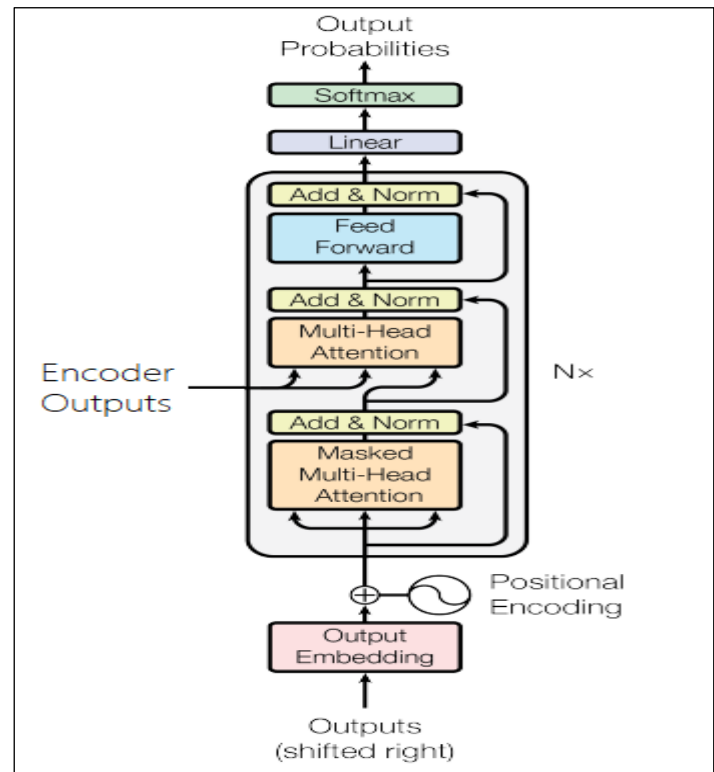 Output
Probabilities
Softmax
Linear
Add & Norm
Feed
Forward
Add & Norm
Multi-Head
Attention
Encoder
Outputs
Nx
Add & Norm
Masked
Multi-Head
Attention
Positional
Encoding
Output
Embedding
Outputs
(shifted right)